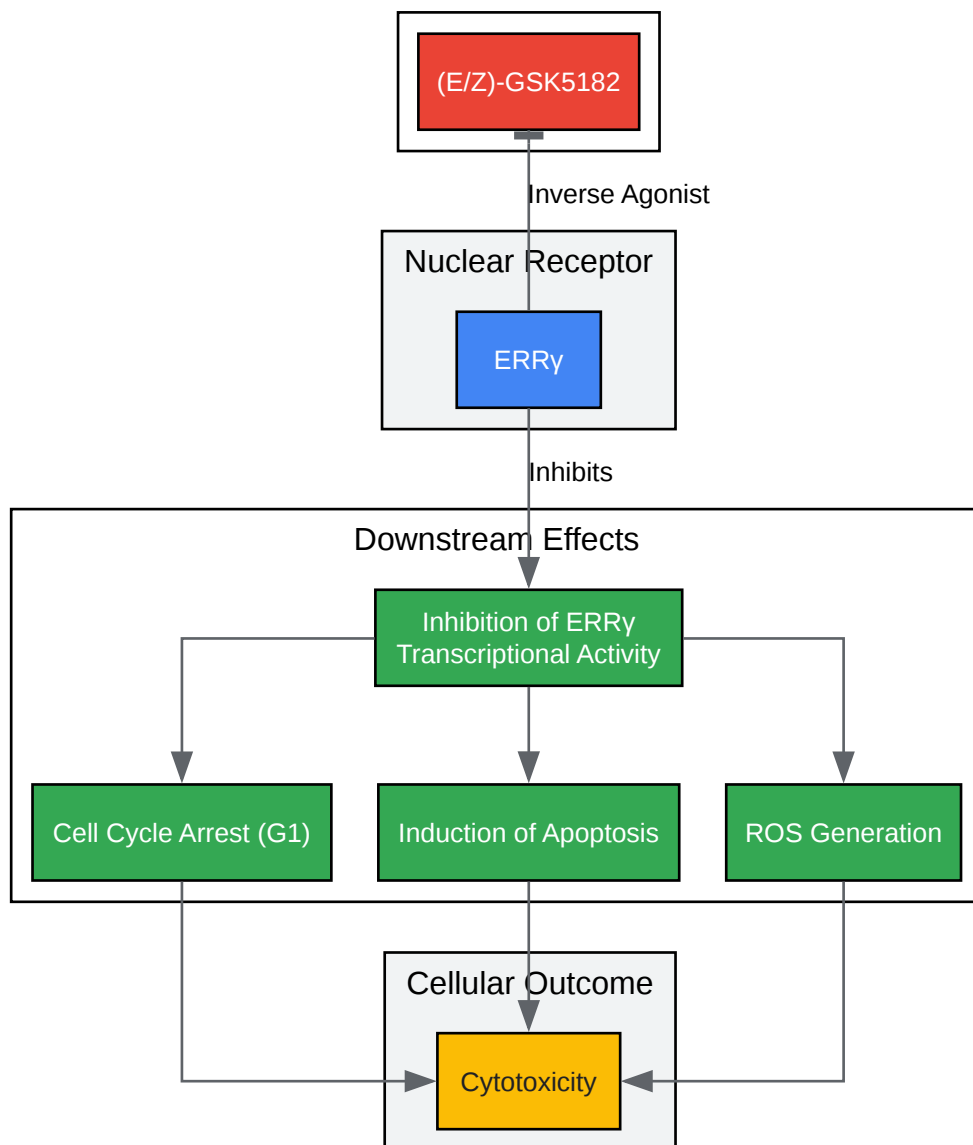 (E/Z)-GSK5182
Inverse Agonist
Nuclear Receptor
ERRγ
Inhibits
Downstream Effects
Inhibition of ERRγ
Transcriptional Activity
Cell Cycle Arrest (G1)
Induction of Apoptosis
ROS Generation
Cellular Outcome
Cytotoxicity